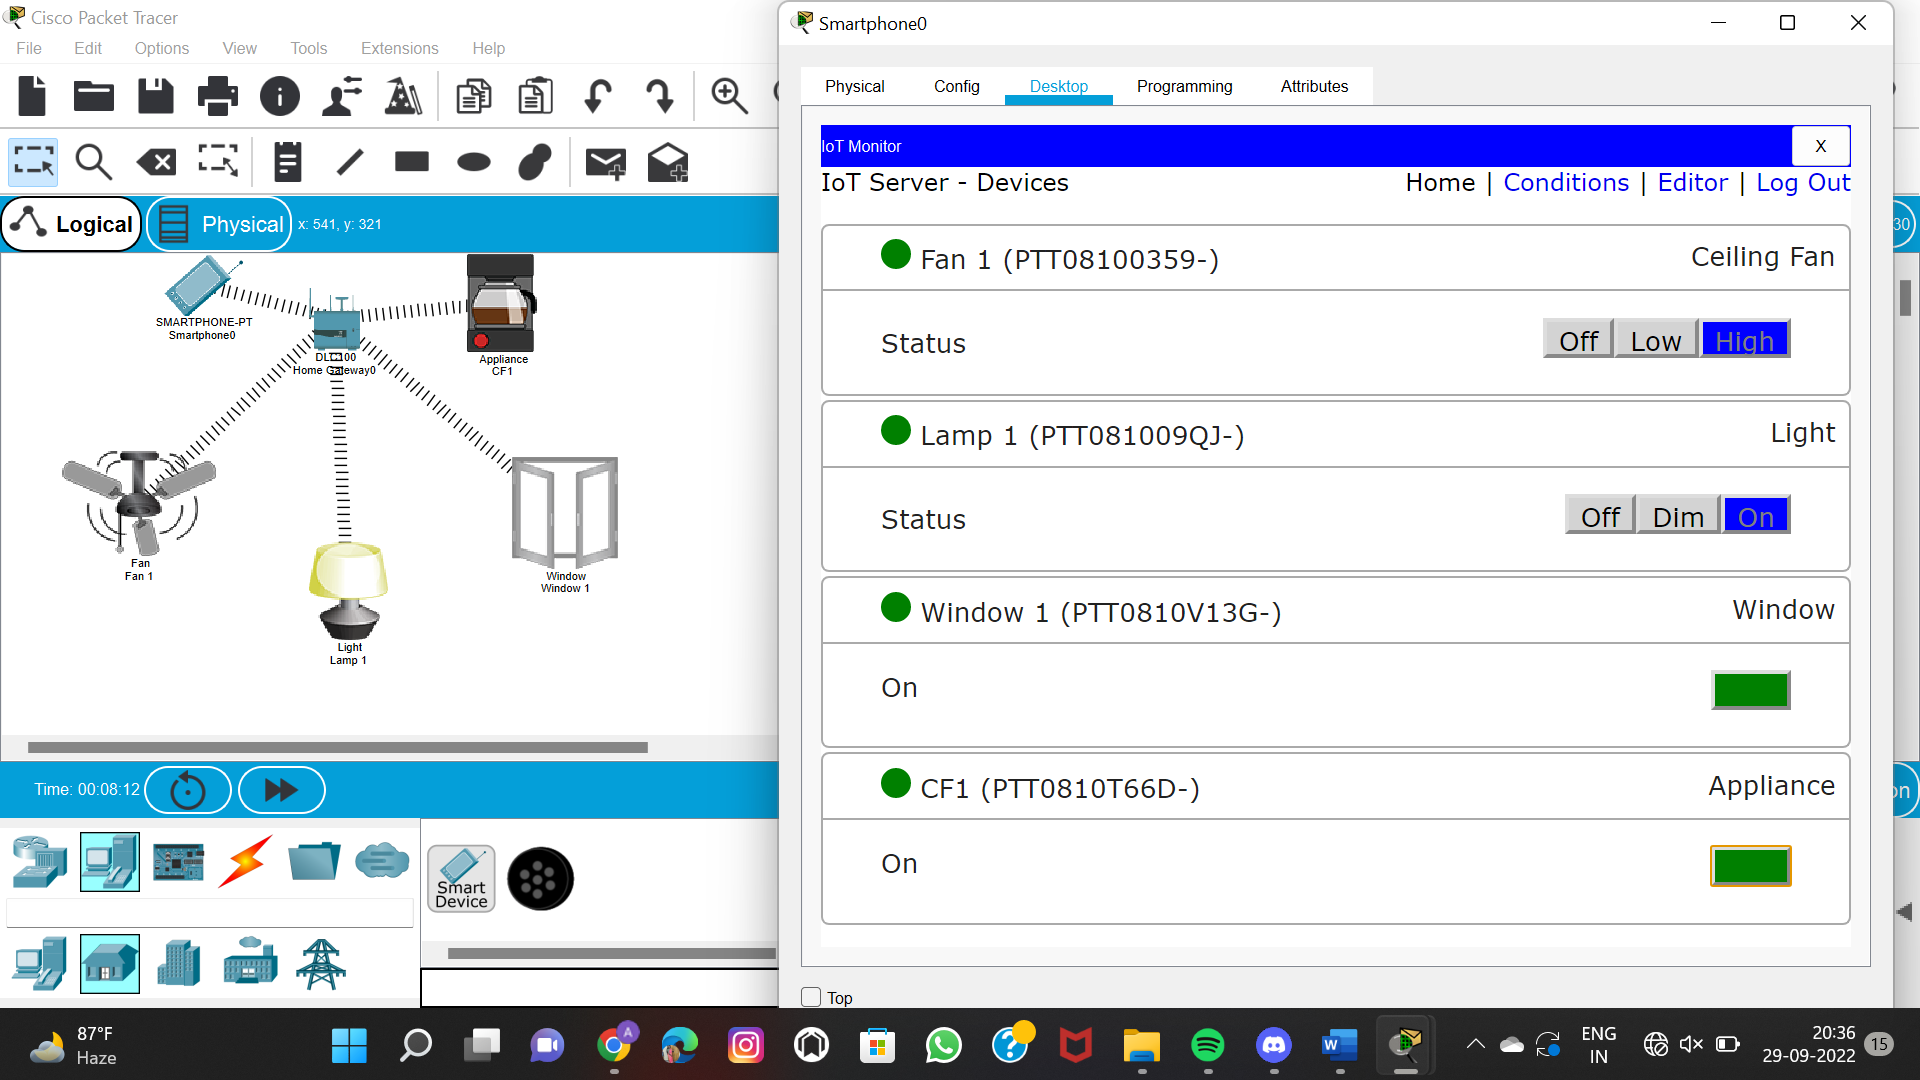 Cisco Packet Tracer
File Edit Options View Tools Extensions Help
Logical Physical x: 541, y: 321
SMARTPHONE-PT
Smartphone0
DLC100
Home Gateway0
Appliance
CF1
Fan
Fan 1
Window
Window 1
Light
Lamp 1
Time: 00:08:12
Smart
Device
Smartphone0
Physical Config Desktop Programming Attributes
IoT Monitor X
IoT Server - Devices Home | Conditions | Editor | Log Out
Fan 1 (PTT08100359-) Ceiling Fan
Status Off Low High
Lamp 1 (PTT081009QJ-) Light
Status Off Dim On
Window 1 (PTT0810V13G-) Window
On
CF1 (PTT0810T66D-) Appliance
On
Top
30
on
87°F
Haze
A
W
ENG
IN
20:36
29-09-2022
15